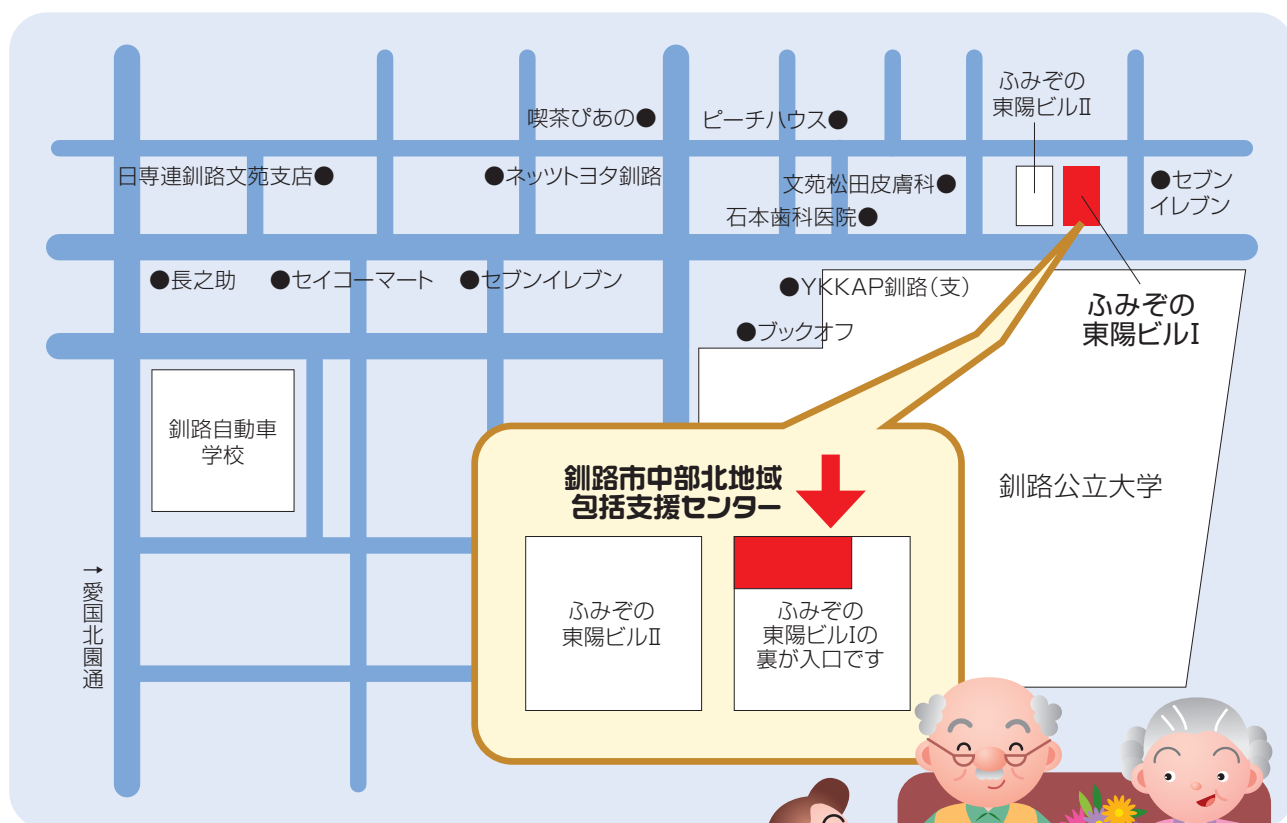 ふみぞの
東陽ビルⅡ
喫茶ぴあの●
ピーチハウス●
日専連釧路文苑支店●
●ネッツトヨタ釧路
文苑松田皮膚科●
●セブン
イレブン
石本歯科医院●
●長之助
●セイコーマート
●セブンイレブン
●YKKAP釧路(支)
ふみぞの
東陽ビルⅠ
●ブックオフ
釧路自動車
学校
釧路市中部北地域
包括支援センター
釧路公立大学
ふみぞの
東陽ビルⅡ
ふみぞの
東陽ビルⅠの
裏が入口です
↑愛国北園通